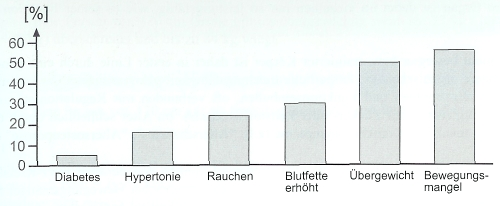 [%]
60
50
40
30
20
10
0
Diabetes
Hypertonie
Rauchen
Blutfette
erhöht
Übergewicht
Bewegungs-
mangel